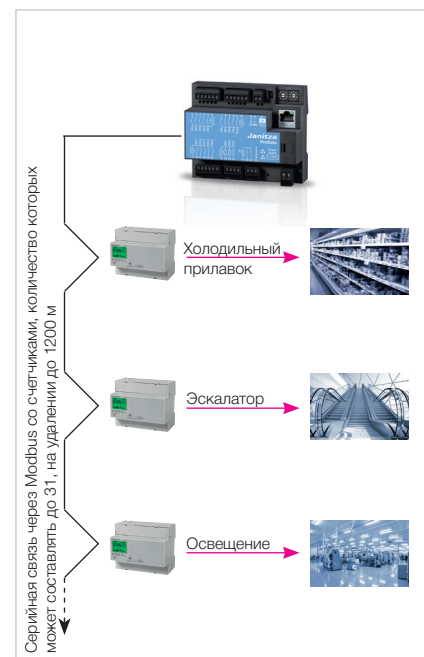 Janitza
ProData
Холодильный
прилавок
Эскалатор
Освещение
Серийная связь через Modbus со счетчиками, количество которых
может составлять до 31, на удалении до 1200 м